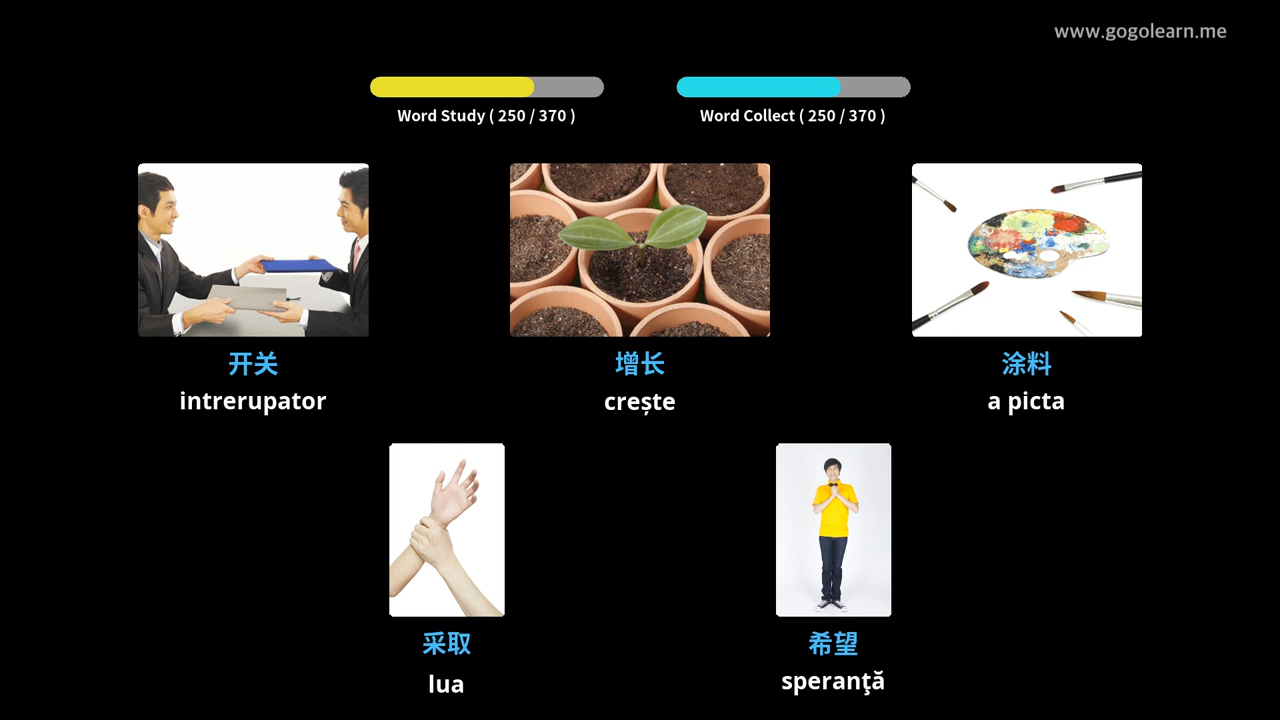 www.gogolearn.me
Word Study ( 250 / 370 )
Word Collect ( 250 / 370 )
开关
intrerupator
增长
crește
涂料
a picta
采取
lua
希望
speranţă